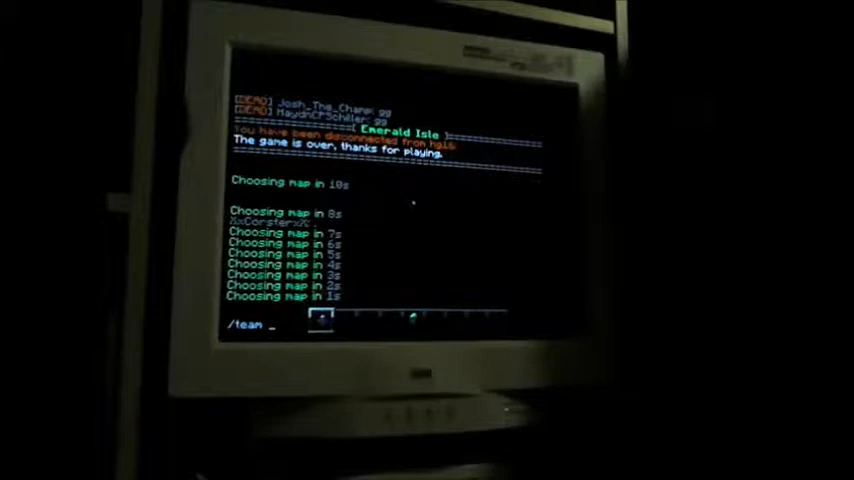 [DEAD] Josh_The_Champ: gg
[DEAD] HaydnCPSchiller: gg
[ Emerald Isle ]
You have been disconnected from hg16
The game is over, thanks for playing.
Choosing map in 10s
Choosing map in 8s
Choosing map in 7s
Choosing map in 6s
Choosing map in 5s
Choosing map in 4s
Choosing map in 3s
Choosing map in 2s
Choosing map in 1s
/team _